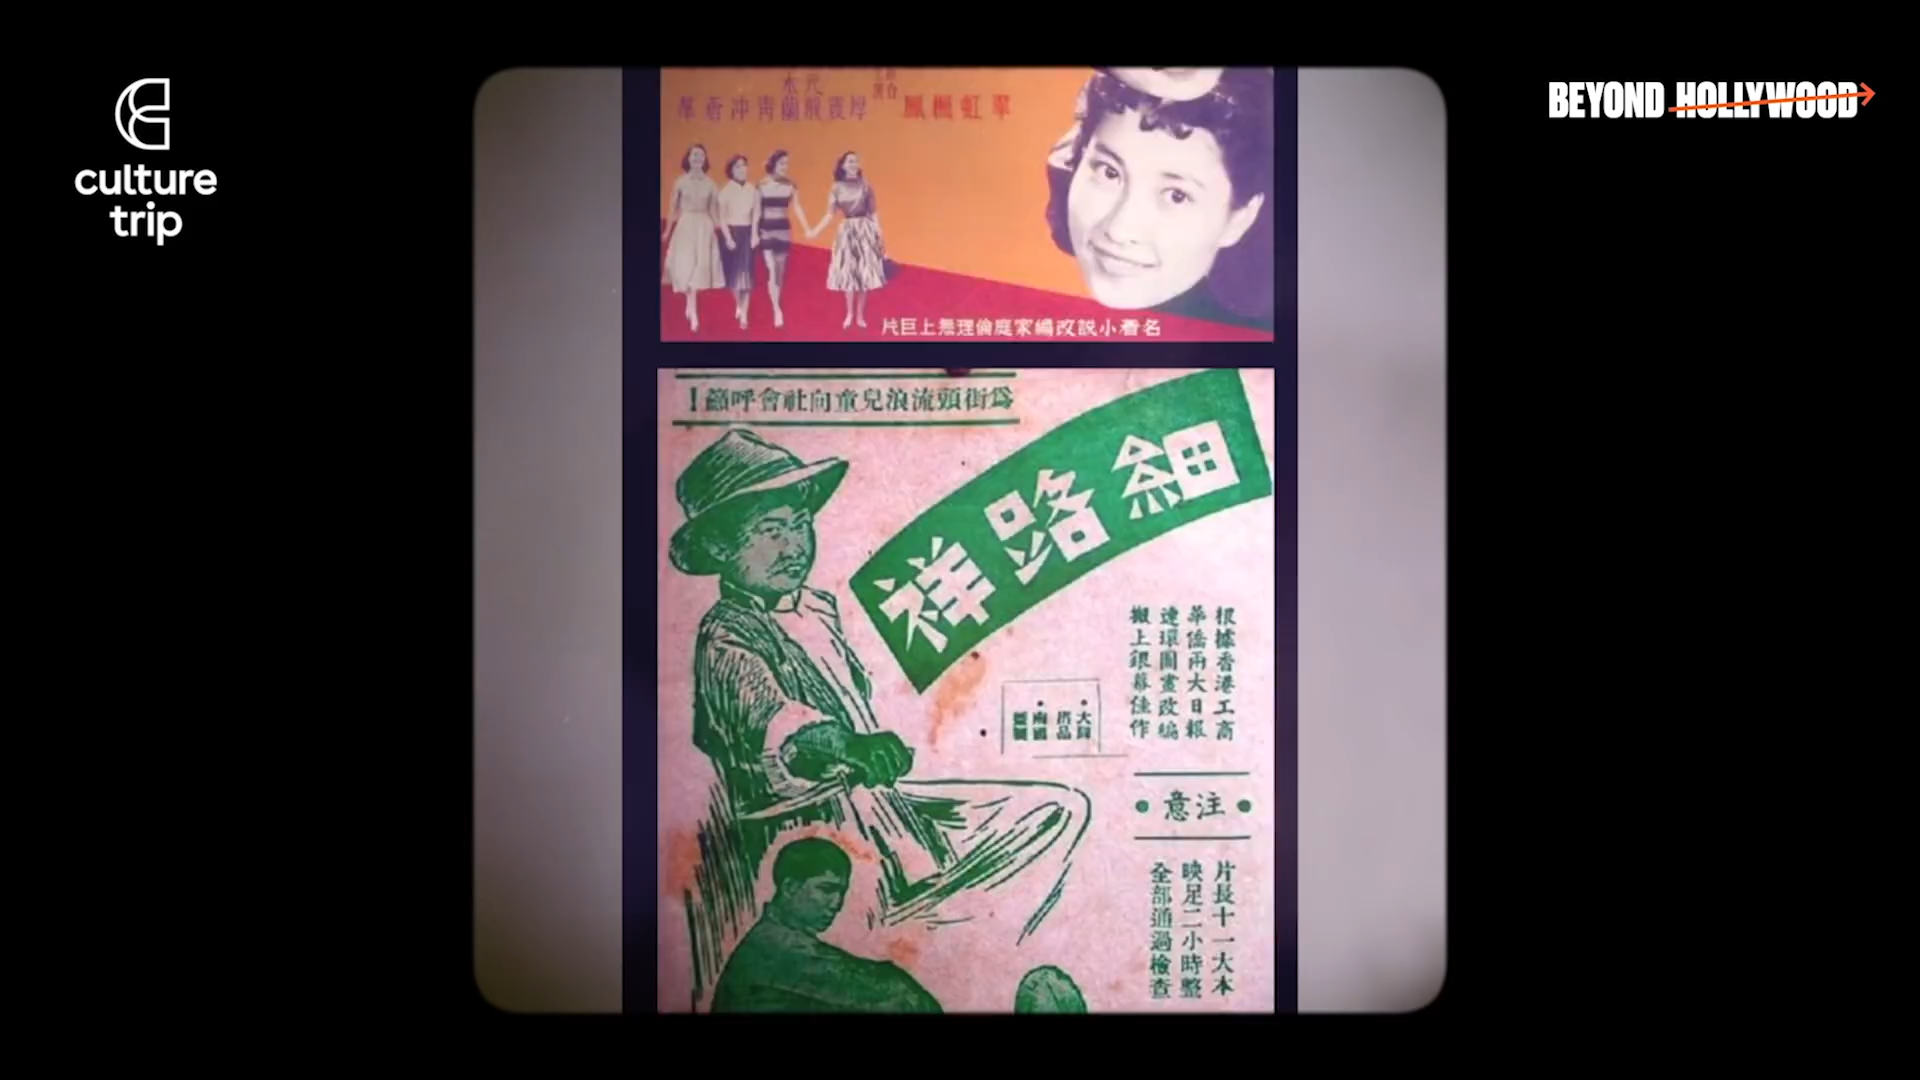 culture
trip
BEYOND HOLLYWOOD
名著小說改編家庭倫理無上巨片
爲街頭流浪兒童向社會呼籲!
細路祥
根據香港工商
華僑兩大日報
連環圖畫改編
搬上銀幕佳作
注意
片長十一大本
映足二小時整
全部通過檢查